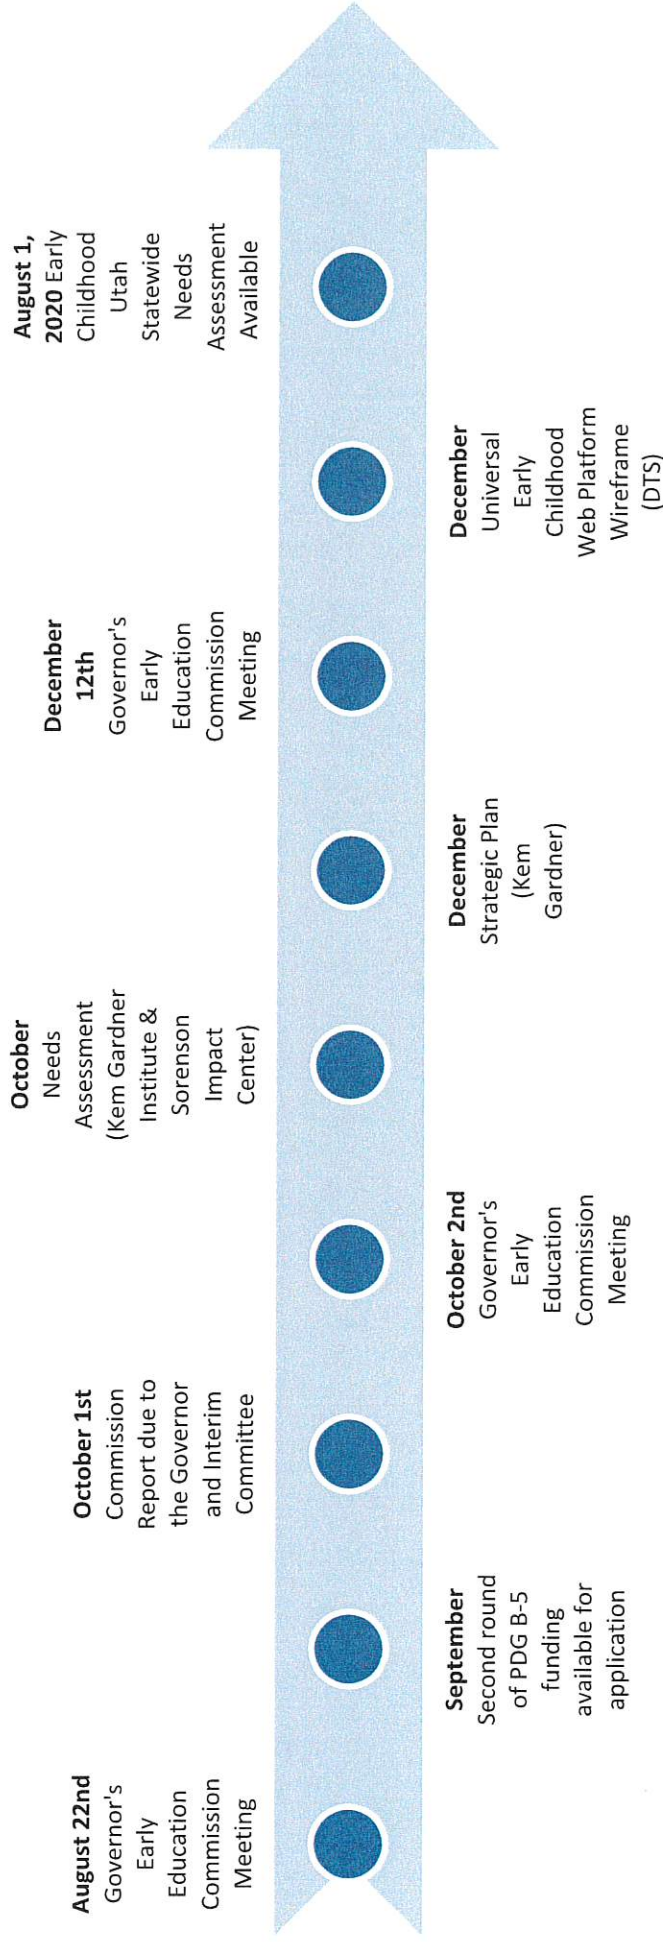 August 22nd
Governor's
Early
Education
Commission
Meeting
September
Second round
of PDG B-5
funding
available for
application
October 1st
Commission
Report due to
the Governor
and Interim
Committee
October 2nd
Governor's
Early
Education
Commission
Meeting
October
Needs
Assessment
(Kem Gardner
Institute &
Sorenson
Impact
Center)
December
Strategic Plan
(Kem
Gardner)
December
12th
Governor's
Early
Education
Commission
Meeting
December
Universal
Early
Childhood
Web Platform
Wireframe
(DTS)
August 1,
2020 Early
Childhood
Utah
Statewide
Needs
Assessment
Available